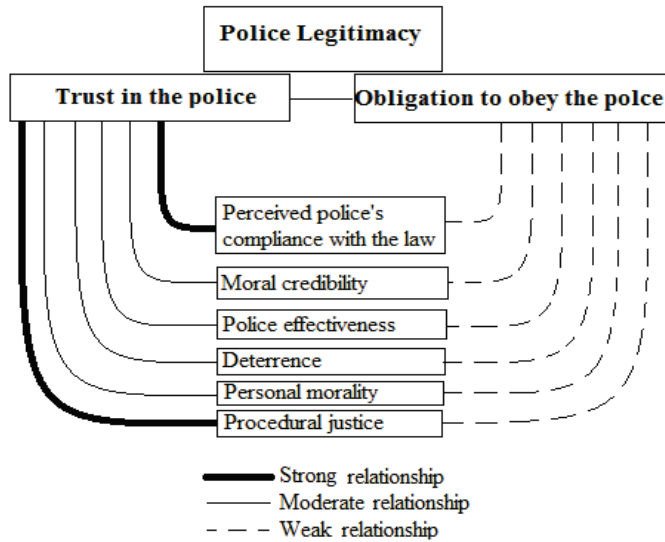 Police Legitimacy
Trust in the police
Obligation to obey the polce
Perceived police's
compliance with the law
Moral credibility
Police effectiveness
Deterrence
Personal morality
Procedural justice
Strong relationship
Moderate relationship
Weak relationship